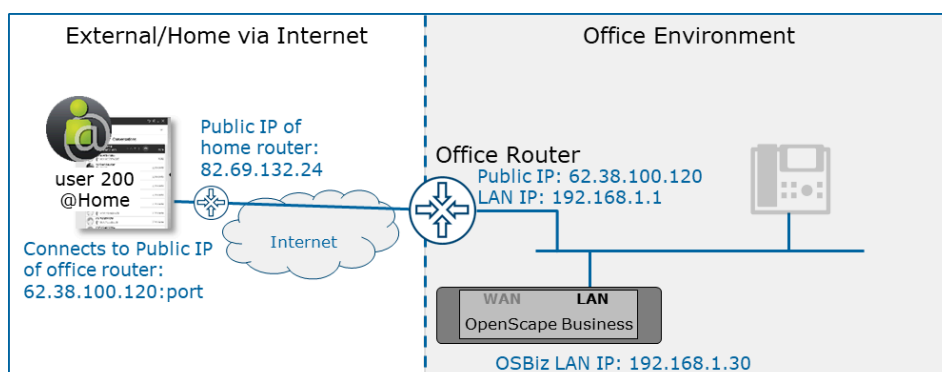 External/Home via Internet
Office Environment
@
user 200
@Home
Public IP of
home router:
82.69.132.24
Office Router
Public IP: 62.38.100.120
LAN IP: 192.168.1.1
Internet
Connects to Public IP
of office router:
62.38.100.120:port
WAN LAN
OpenScape Business
OSBiz LAN IP: 192.168.1.30